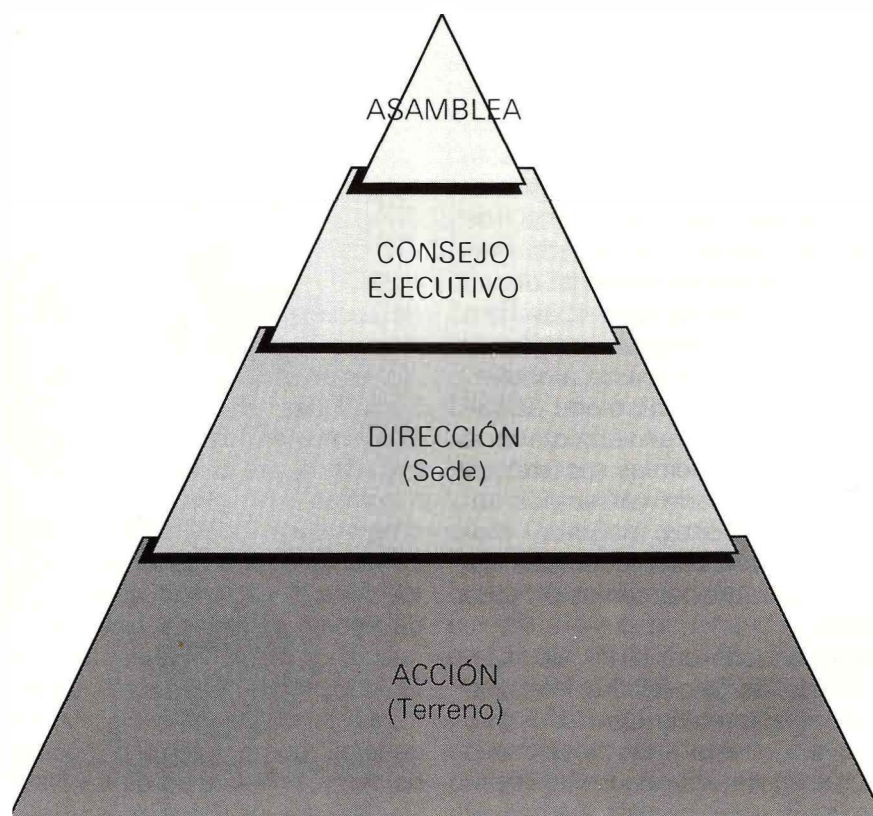 ASAMBLEA
CONSEJO
EJECUTIVO
DIRECCIÓN
(Sede)
ACCIÓN
(Terreno)